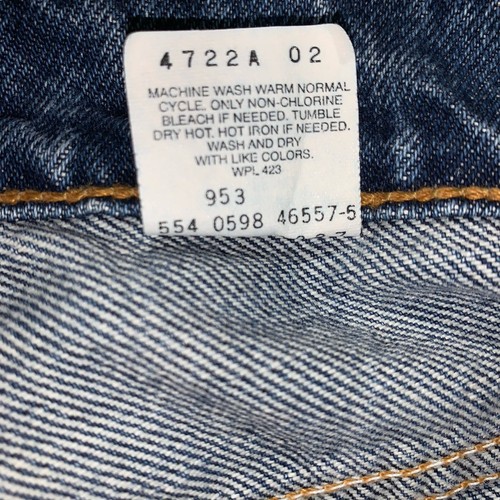 4722A 02
MACHINE WASH WARM NORMAL
CYCLE. ONLY NON-CHLORINE
BLEACH IF NEEDED. TUMBLE
DRY HOT. HOT IRON IF NEEDED.
WASH AND DRY
WITH LIKE COLORS.
WPL 423
953
554 0598 46557-5